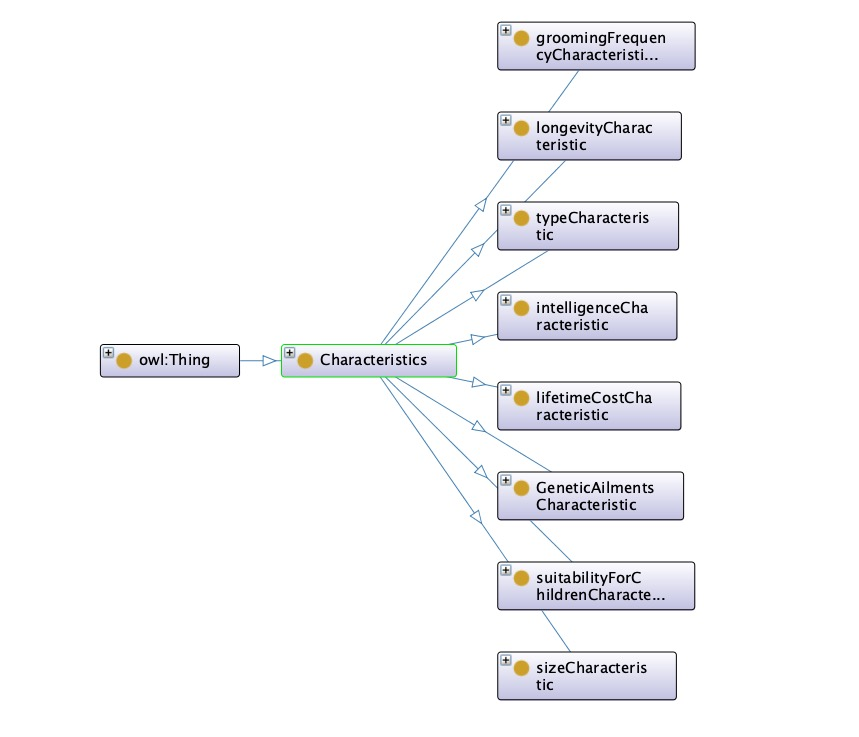 groomingFrequen
cyCharacteristi...
longevityCharac
teristic
typeCharacteris
tic
intelligenceCha
racteristic
owl:Thing
Characteristics
lifetimeCostCha
racteristic
GeneticAilments
Characteristic
suitabilityForC
hildrenCharacte...
sizeCharacteris
tic